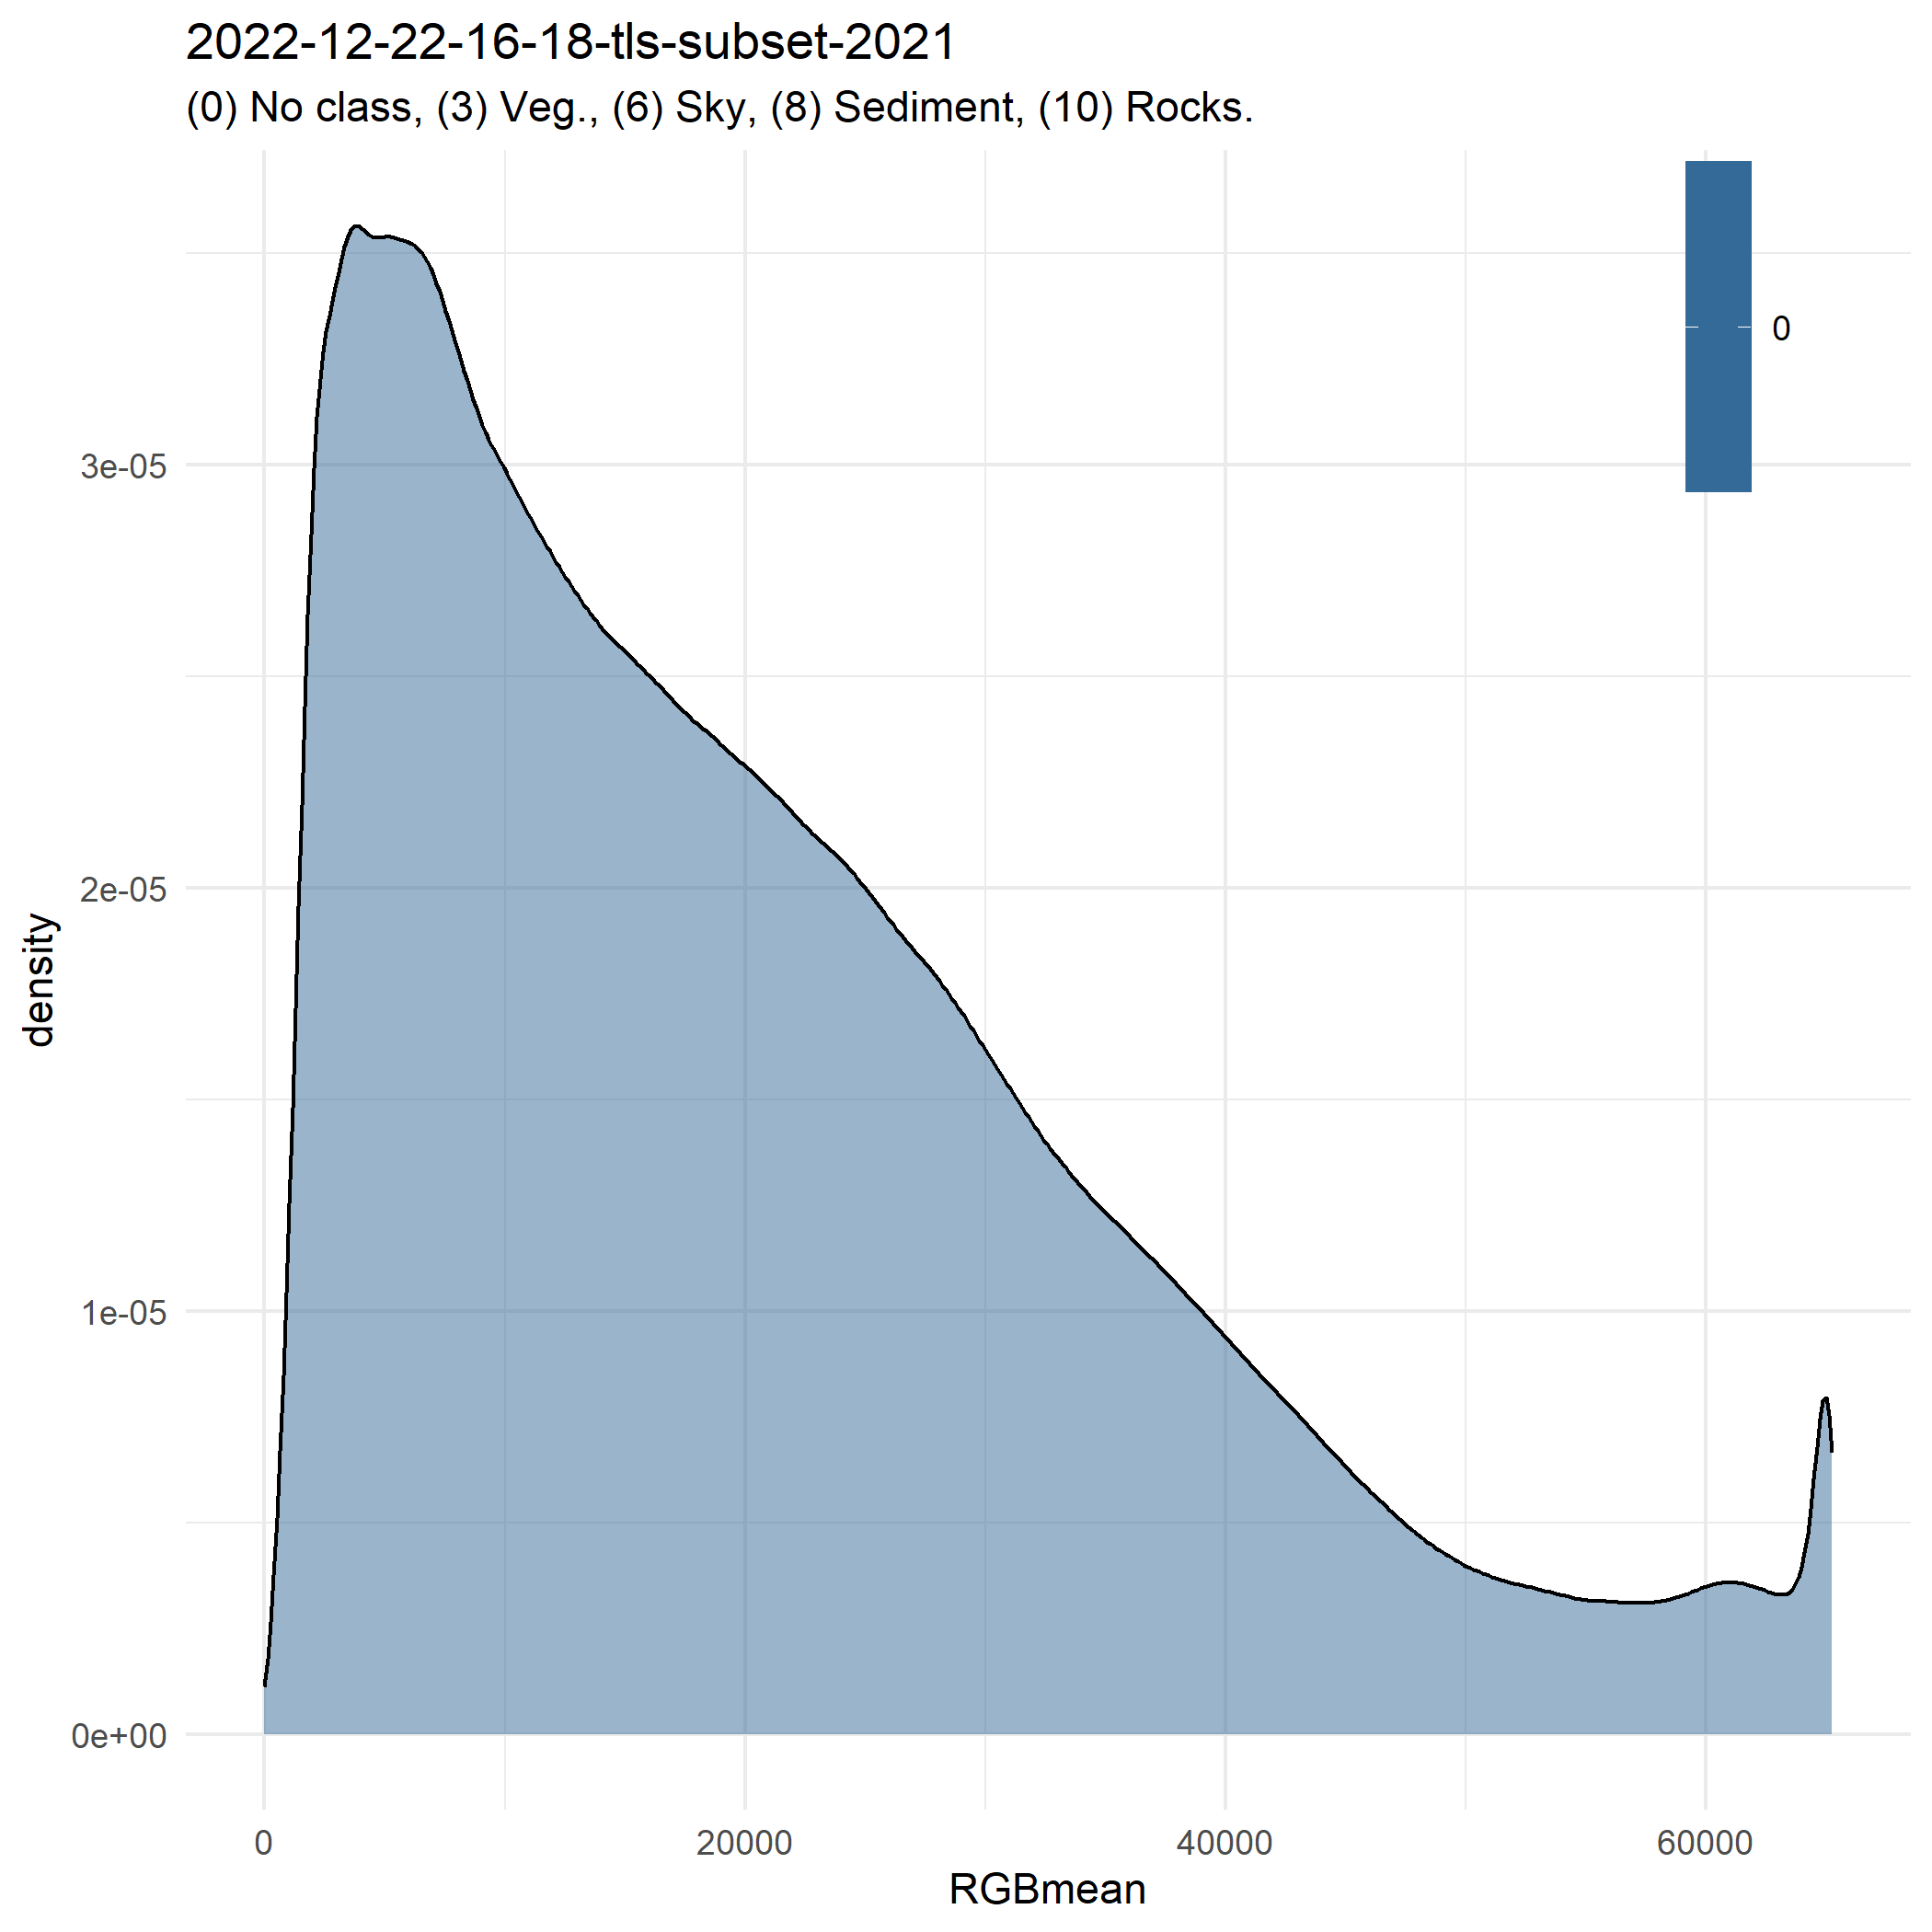 2022-12-22-16-18-tls-subset-2021
(0) No class, (3) Veg., (6) Sky, (8) Sediment, (10) Rocks.
0
3e-05
2e-05
1e-05
0e+00
density
0 20000 40000 60000
RGBmean